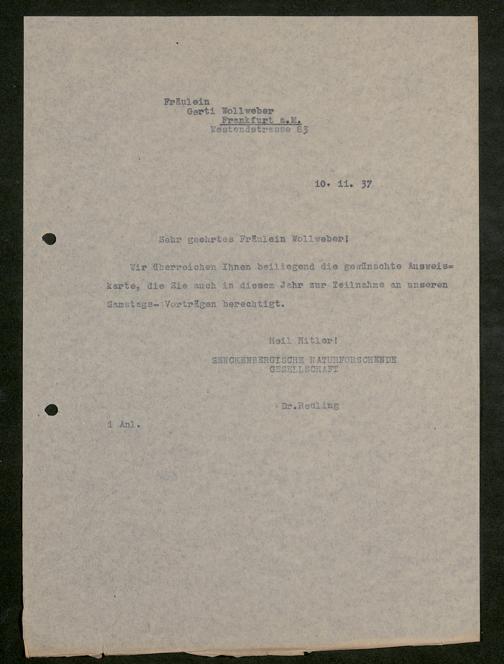 Fräulein
Gerti Wollweber
Frankfurt a.M.
Westendstrasse 83
10. 11. 37
Sehr geehrtes Fräulein Wollweber!
Wir überreichen Ihnen beiliegend die gewünschte Ausweis=
karte, die Sie auch in diesem Jahr zur Teilnahme an unseren
Samstags- Vorträgen berechtigt.
Heil Hitler!
SENCKENBERGISCHE NATURFORSCHENDE
GESELLSCHAFT
Dr.Reuling
1 Anl.